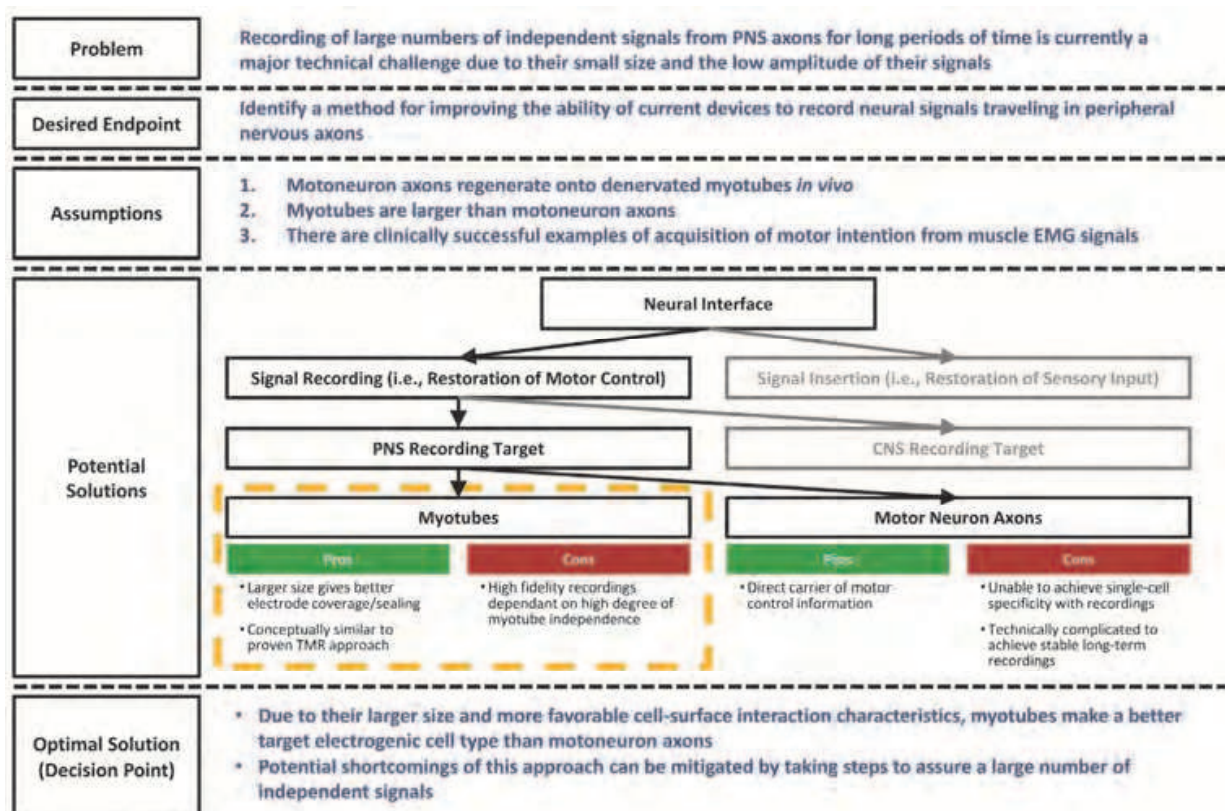 Problem
Recording of large numbers of independent signals from PNS axons for long periods of time is currently a
major technical challenge due to their small size and the low amplitude of their signals
Desired Endpoint
Identify a method for improving the ability of current devices to record neural signals traveling in peripheral
nervous axons
Assumptions
1. Motoneuron axons regenerate onto denervated myotubes in vivo
2. Myotubes are larger than motoneuron axons
3. There are clinically successful examples of acquisition of motor intention from muscle EMG signals
Potential
Solutions
Neural Interface
Signal Recording (i.e., Restoration of Motor Control)
Signal Insertion (i.e., Restoration of Sensory Input)
PNS Recording Target
CNS Recording Target
Myotubes
Pros
• Larger size gives better
electrode coverage/sealing
• Conceptually similar to
proven TMR approach
Cons
• High fidelity recordings
dependant on high degree of
myotube independence
Motor Neuron Axons
Pros
• Direct carrier of motor
control information
Cons
• Unable to achieve single-cell
specificity with recordings
• Technically complicated to
achieve stable long-term
recordings
Optimal Solution
(Decision Point)
• Due to their larger size and more favorable cell-surface interaction characteristics, myotubes make a better
target electrogenic cell type than motoneuron axons
• Potential shortcomings of this approach can be mitigated by taking steps to assure a large number of
independent signals